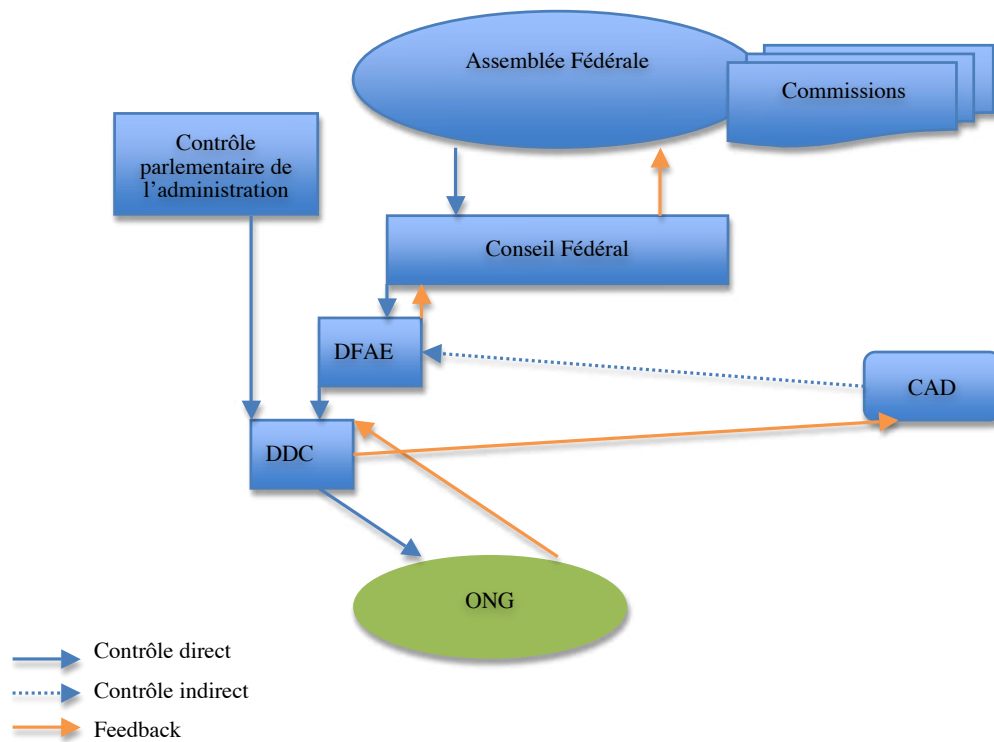 Assemblée Fédérale
Commissions
Contrôle
parlementaire de
l’administration
Conseil Fédéral
DFAE
CAD
DDC
ONG
Contrôle direct
Contrôle indirect
Feedback